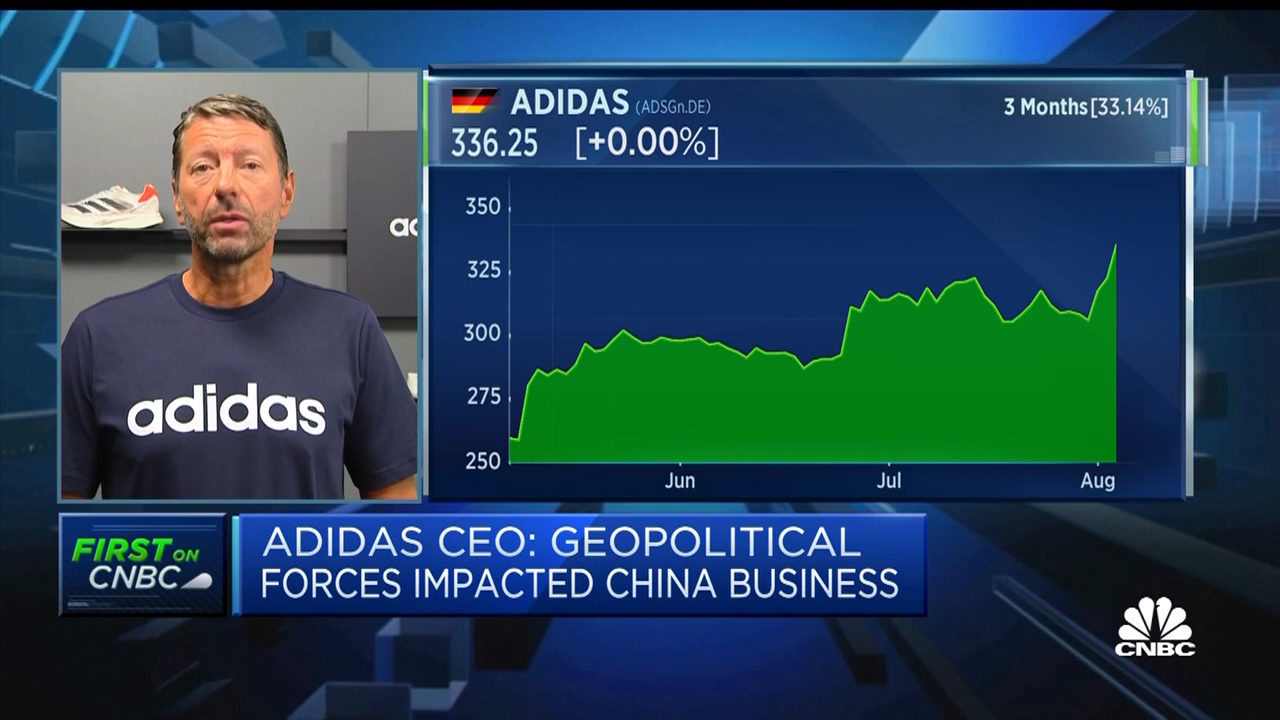 ADIDAS (ADSGn.DE)
3 Months [33.14%]
336.25 [+0.00%]
350
325
300
275
250
Jun
Jul
Aug
ad
adidas
FIRST ON
CNBC
ADIDAS CEO: GEOPOLITICAL
FORCES IMPACTED CHINA BUSINESS
CNBC